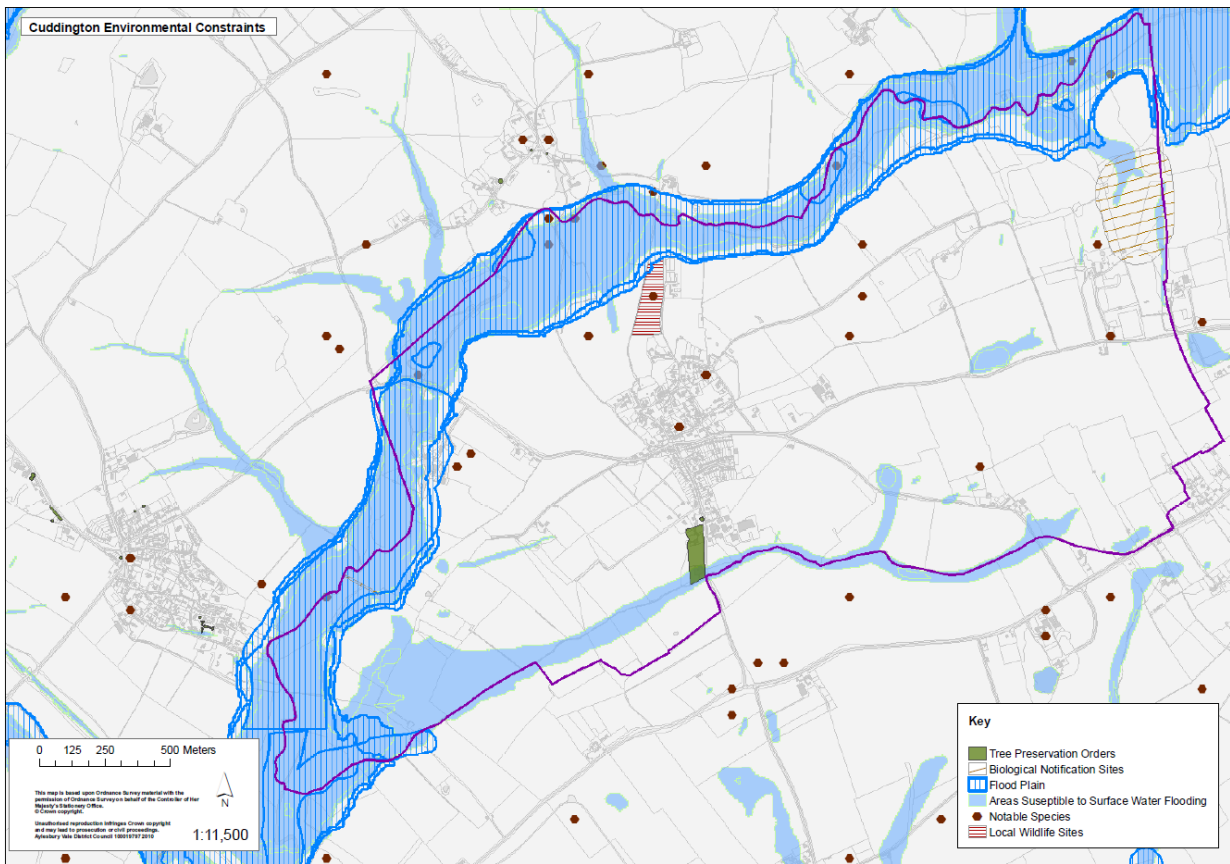 Cuddington Environmental Constraints
0 125 250 500 Meters
This map is based upon Ordnance Survey material with the
permission of Ordnance Survey on behalf of the Controller of Her
Majesty's Stationery Office.
© Crown copyright.
Unauthorised reproduction infringes Crown copyright
and may lead to prosecution or civil proceedings.
Aylesbury Vale District Council 100019797 2010
N
1:11,500
Key
Tree Preservation Orders
Biological Notification Sites
Flood Plain
Areas Suseptible to Surface Water Flooding
Notable Species
Local Wildlife Sites